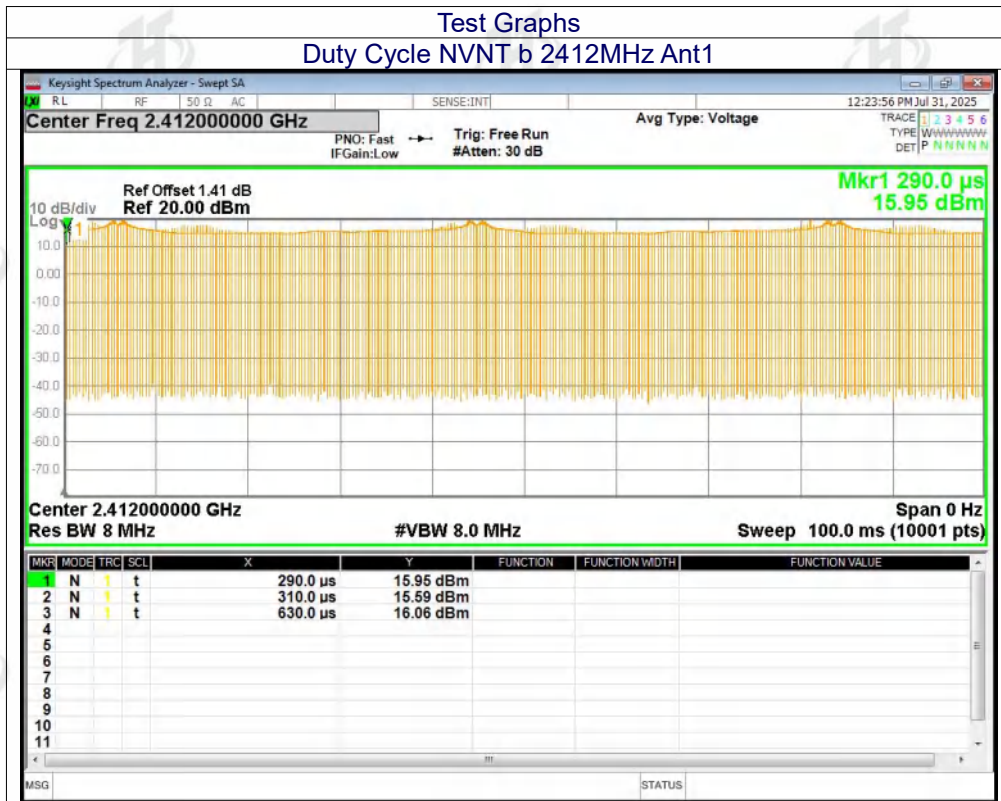 Test Graphs
Duty Cycle NVNT b 2412MHz Ant1
Keysight Spectrum Analyzer - Swept SA
RL RF 50 Ω AC SENSE:INT 12:23:56 PM Jul 31, 2025
Center Freq 2.412000000 GHz
PNO: Fast
IFGain:Low
Trig: Free Run
#Atten: 30 dB
Avg Type: Voltage
TRACE 1 2 3 4 5 6
TYPE WWWWWW
DET P N N N N N
Mkr1 290.0 µs
15.95 dBm
Ref Offset 1.41 dB
10 dB/div Ref 20.00 dBm
Log
1
10.0
0.00
-10.0
-20.0
-30.0
-40.0
-50.0
-60.0
-70.0
Center 2.412000000 GHz Span 0 Hz
Res BW 8 MHz #VBW 8.0 MHz Sweep 100.0 ms (10001 pts)
MKR MODE TRC SCL X Y FUNCTION FUNCTION WIDTH FUNCTION VALUE
1 N 1 t 290.0 µs 15.95 dBm
2 N 1 t 310.0 µs 15.59 dBm
3 N 1 t 630.0 µs 16.06 dBm
4
5
6
7
8
9
10
11
MSG STATUS